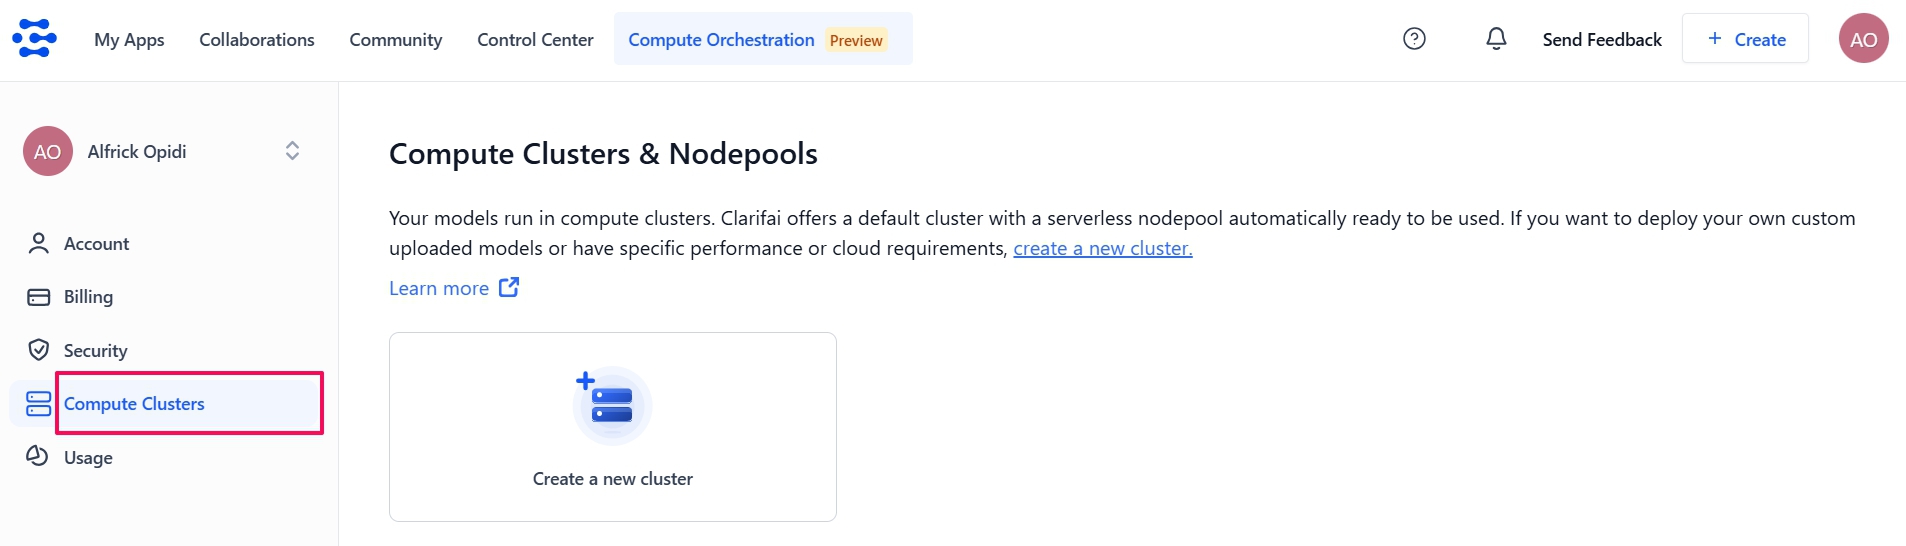 My Apps Collaborations Community Control Center Compute Orchestration Preview Send Feedback + Create AO
AO Alfrick Opidi
Account
Billing
Security
Compute Clusters
Usage
Compute Clusters & Nodepools
Your models run in compute clusters. Clarifai offers a default cluster with a serverless nodepool automatically ready to be used. If you want to deploy your own custom
uploaded models or have specific performance or cloud requirements, create a new cluster.
Learn more
Create a new cluster